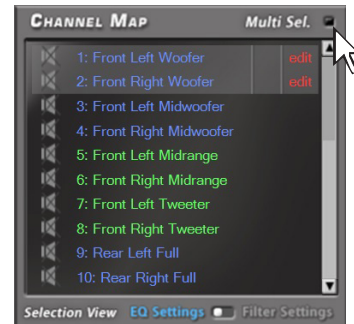 CHANNEL MAP Multi Sel.
1: Front Left Woofer edit
2: Front Right Woofer edit
3: Front Left Midwoofer
4: Front Right Midwoofer
5: Front Left Midrange
6: Front Right Midrange
7: Front Left Tweeter
8: Front Right Tweeter
9: Rear Left Full
10: Rear Right Full
Selection View EQ Settings Filter Settings